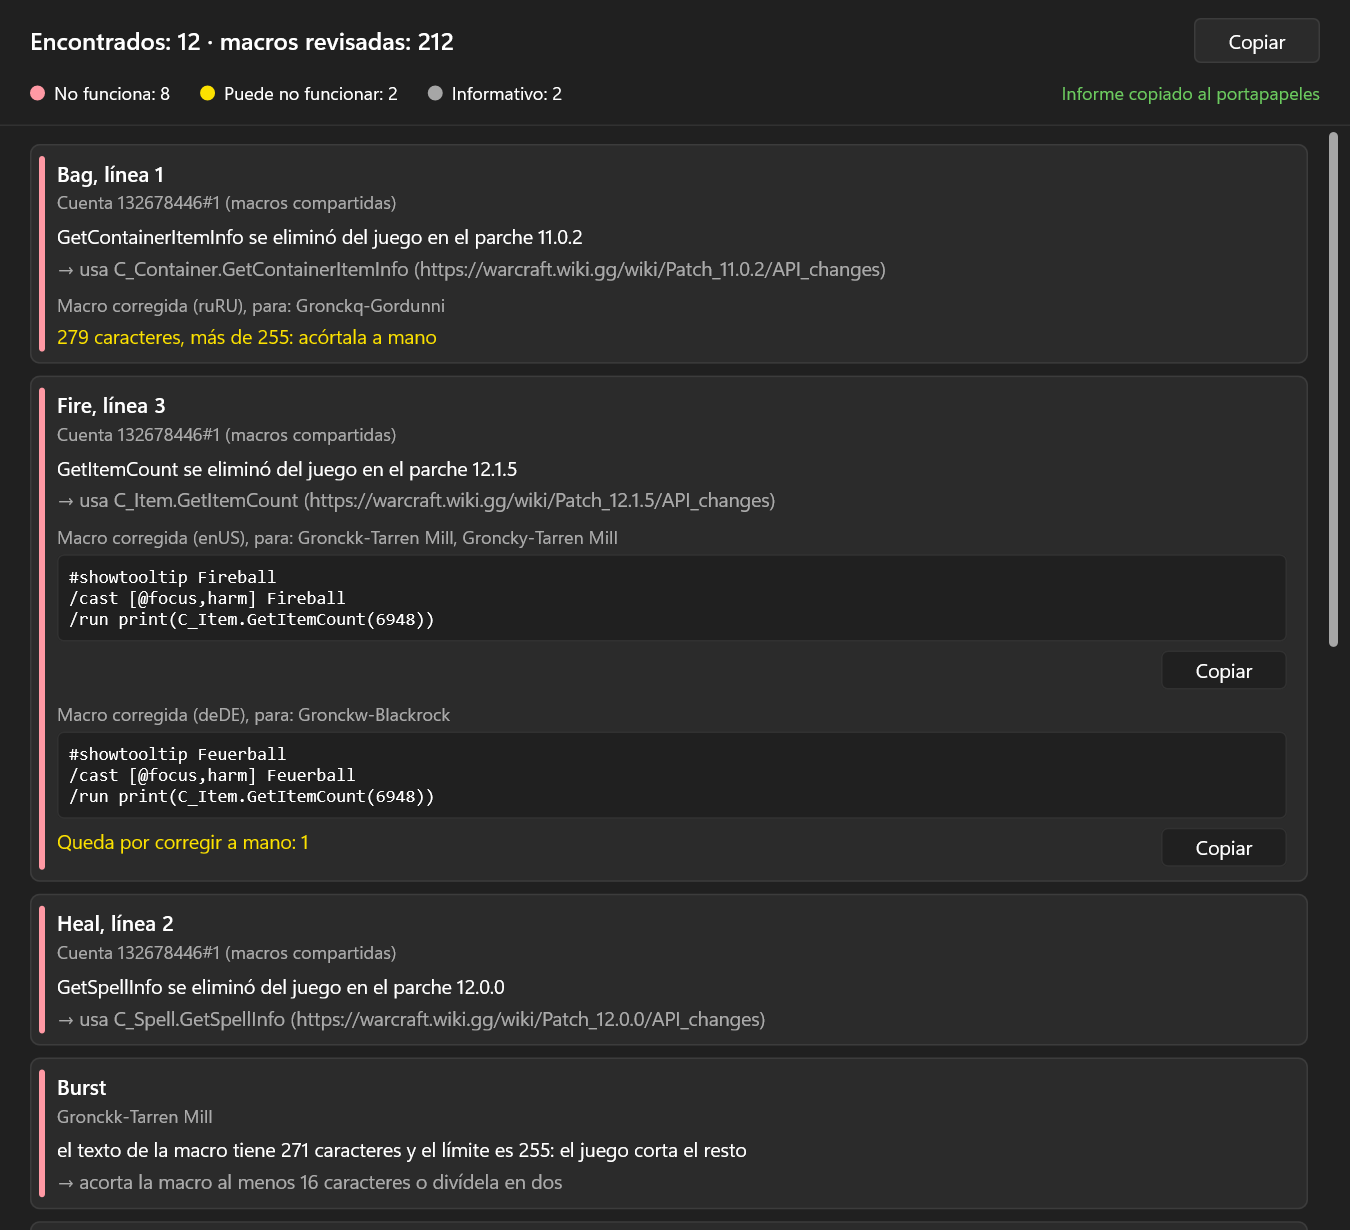 Encontrados: 12 · macros revisadas: 212
Copiar
No funciona: 8
Puede no funcionar: 2
Informativo: 2
Informe copiado al portapapeles
Bag, línea 1
Cuenta 132678446#1 (macros compartidas)
GetContainerItemInfo se eliminó del juego en el parche 11.0.2
→ usa C_Container.GetContainerItemInfo (https://warcraft.wiki.gg/wiki/Patch_11.0.2/API_changes)
Macro corregida (ruRU), para: Gronckq-Gordunni
279 caracteres, más de 255: acórtala a mano
Fire, línea 3
Cuenta 132678446#1 (macros compartidas)
GetItemCount se eliminó del juego en el parche 12.1.5
→ usa C_Item.GetItemCount (https://warcraft.wiki.gg/wiki/Patch_12.1.5/API_changes)
Macro corregida (enUS), para: Gronckk-Tarren Mill, Groncky-Tarren Mill
#showtooltip Fireball
/cast [@focus,harm] Fireball
/run print(C_Item.GetItemCount(6948))
Copiar
Macro corregida (deDE), para: Gronckw-Blackrock
#showtooltip Feuerball
/cast [@focus,harm] Feuerball
/run print(C_Item.GetItemCount(6948))
Queda por corregir a mano: 1
Copiar
Heal, línea 2
Cuenta 132678446#1 (macros compartidas)
GetSpellInfo se eliminó del juego en el parche 12.0.0
→ usa C_Spell.GetSpellInfo (https://warcraft.wiki.gg/wiki/Patch_12.0.0/API_changes)
Burst
Gronckk-Tarren Mill
el texto de la macro tiene 271 caracteres y el límite es 255: el juego corta el resto
→ acorta la macro al menos 16 caracteres o divídela en dos